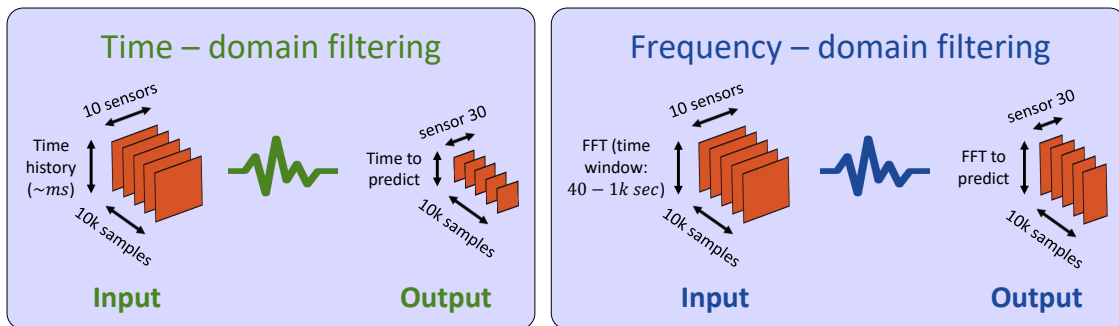 Time – domain filtering
10 sensors
Time
history
(~ms)
10k samples
Input
sensor 30
Time to
predict
10k samples
Output
Frequency – domain filtering
10 sensors
FFT (time
window:
40 − 1k sec)
10k samples
Input
sensor 30
FFT to
predict
10k samples
Output